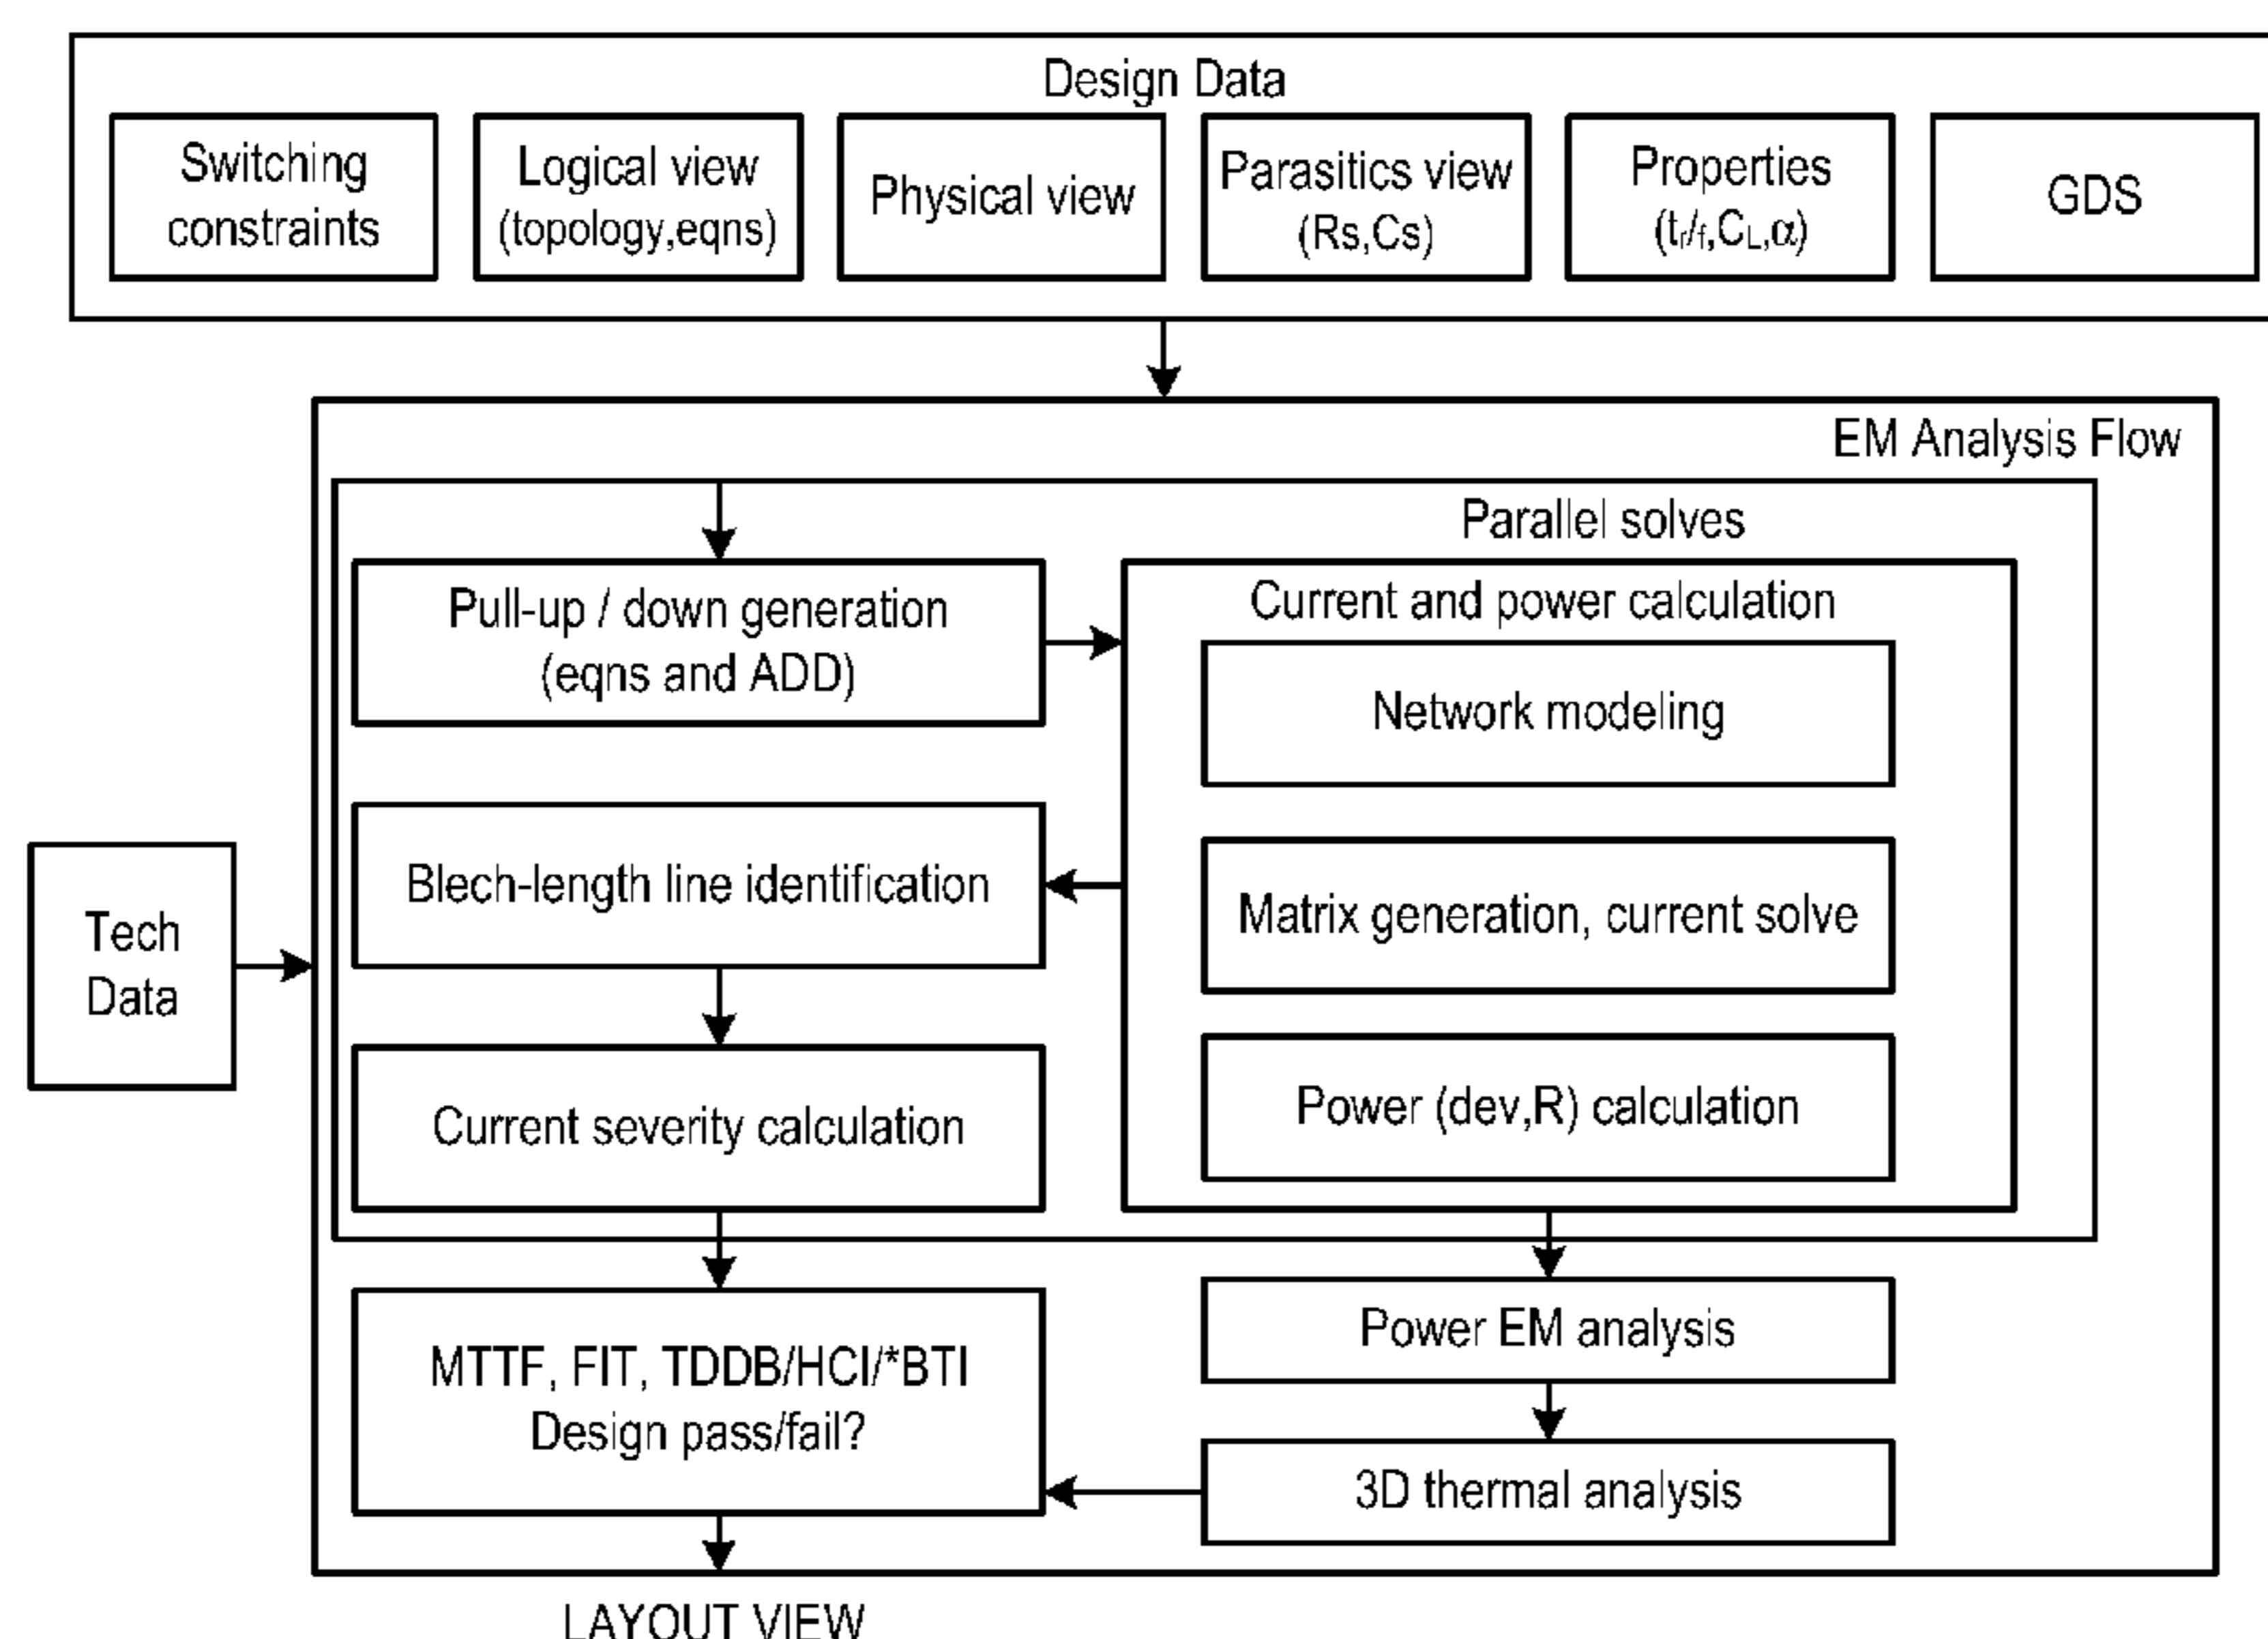 Design Data
Switching
constraints
Logical view
(topology,eqns)
Physical view
Parasitics view
(Rs,Cs)
Properties
(tr/f,CL,α)
GDS
EM Analysis Flow
Parallel solves
Pull-up / down generation
(eqns and ADD)
Current and power calculation
Network modeling
Blech-length line identification
Matrix generation, current solve
Tech
Data
Current severity calculation
Power (dev,R) calculation
MTTF, FIT, TDDB/HCI/*BTI
Design pass/fail?
Power EM analysis
3D thermal analysis
LAYOUT VIEW